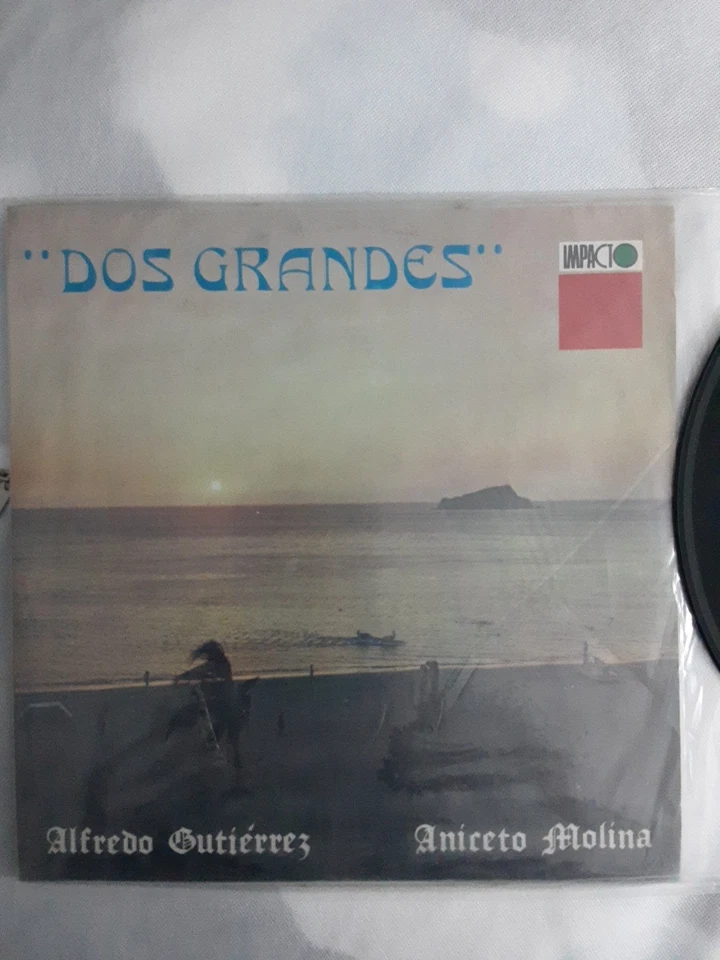 "DOS GRANDES"
IMPACTO
Alfredo Gutiérrez
Aniceto Molina